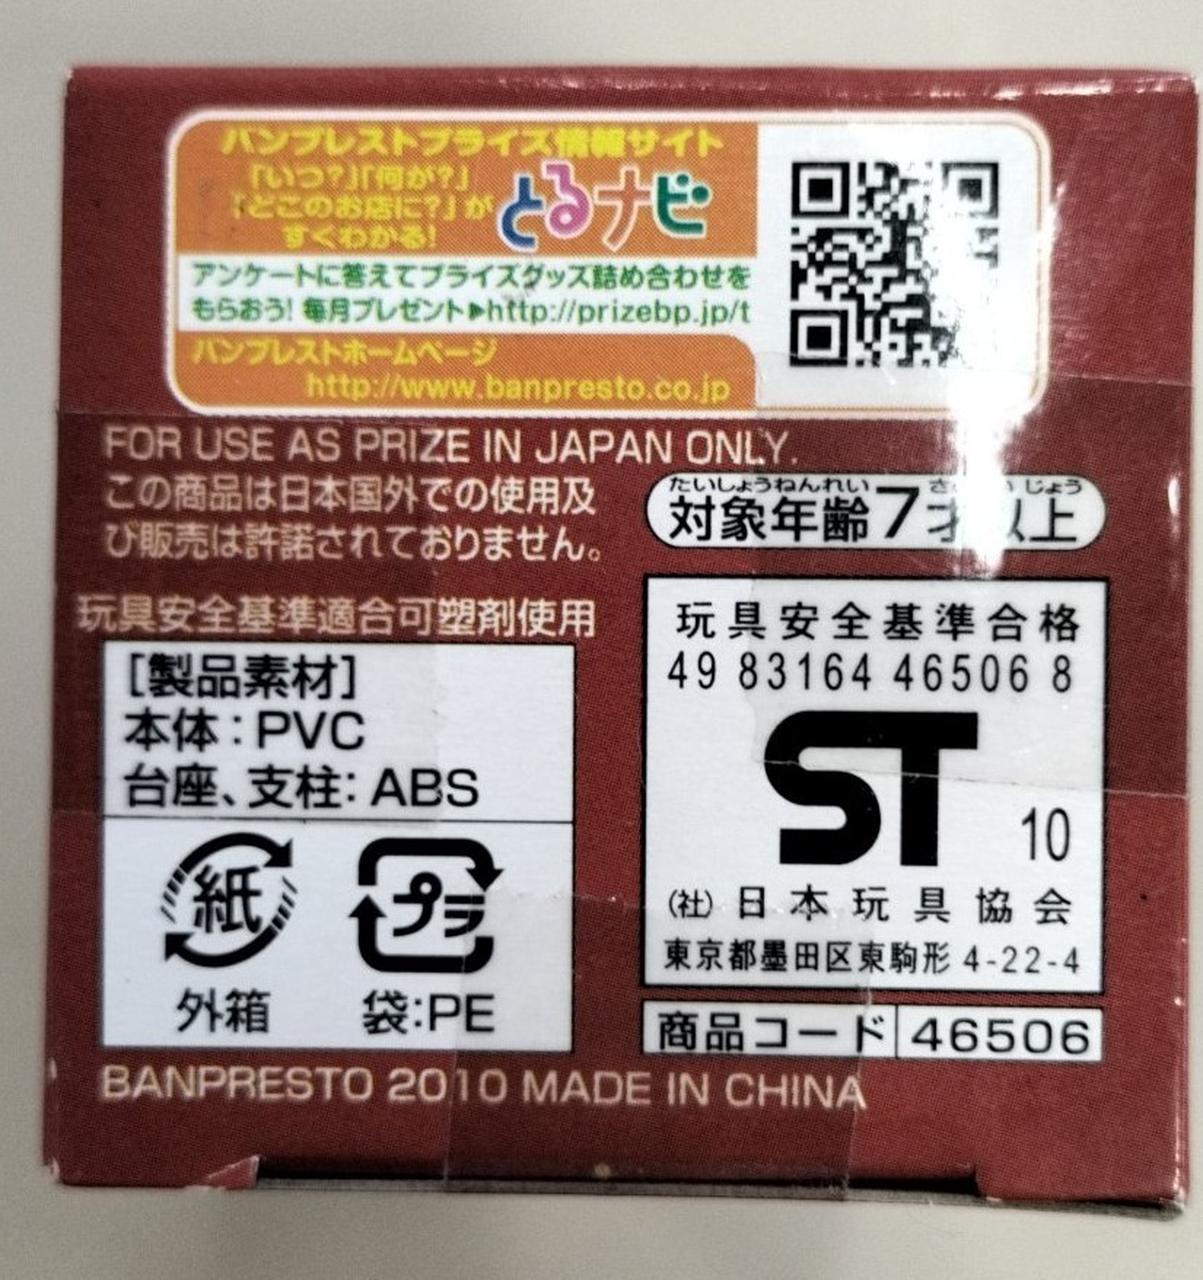 バンプレストプライズ情報サイト
「いつ?」「何が?」
「どこのお店に?」が
すくわかる!
とるナビ
アンケートに答えてプライズグッズ詰め合わせを
もらおう! 毎月プレゼント▶http://prizebp.jp/t
バンプレストホームページ
http://www.banpresto.co.jp
FOR USE AS PRIZE IN JAPAN ONLY.
この商品は日本国外での使用及
び販売は許諾されておりません。
たいしょうねんれい じょう
対象年齢7才以上
玩具安全基準適合可塑剤使用
[製品素材]
本体:PVC
台座、支柱:ABS
紙
プラ
外箱
袋:PE
玩具安全基準合格
49 83164 46506 8
ST
10
(社)日本玩具協会
東京都墨田区東駒形 4-22-4
商品コード 46506
BANPRESTO 2010 MADE IN CHINA